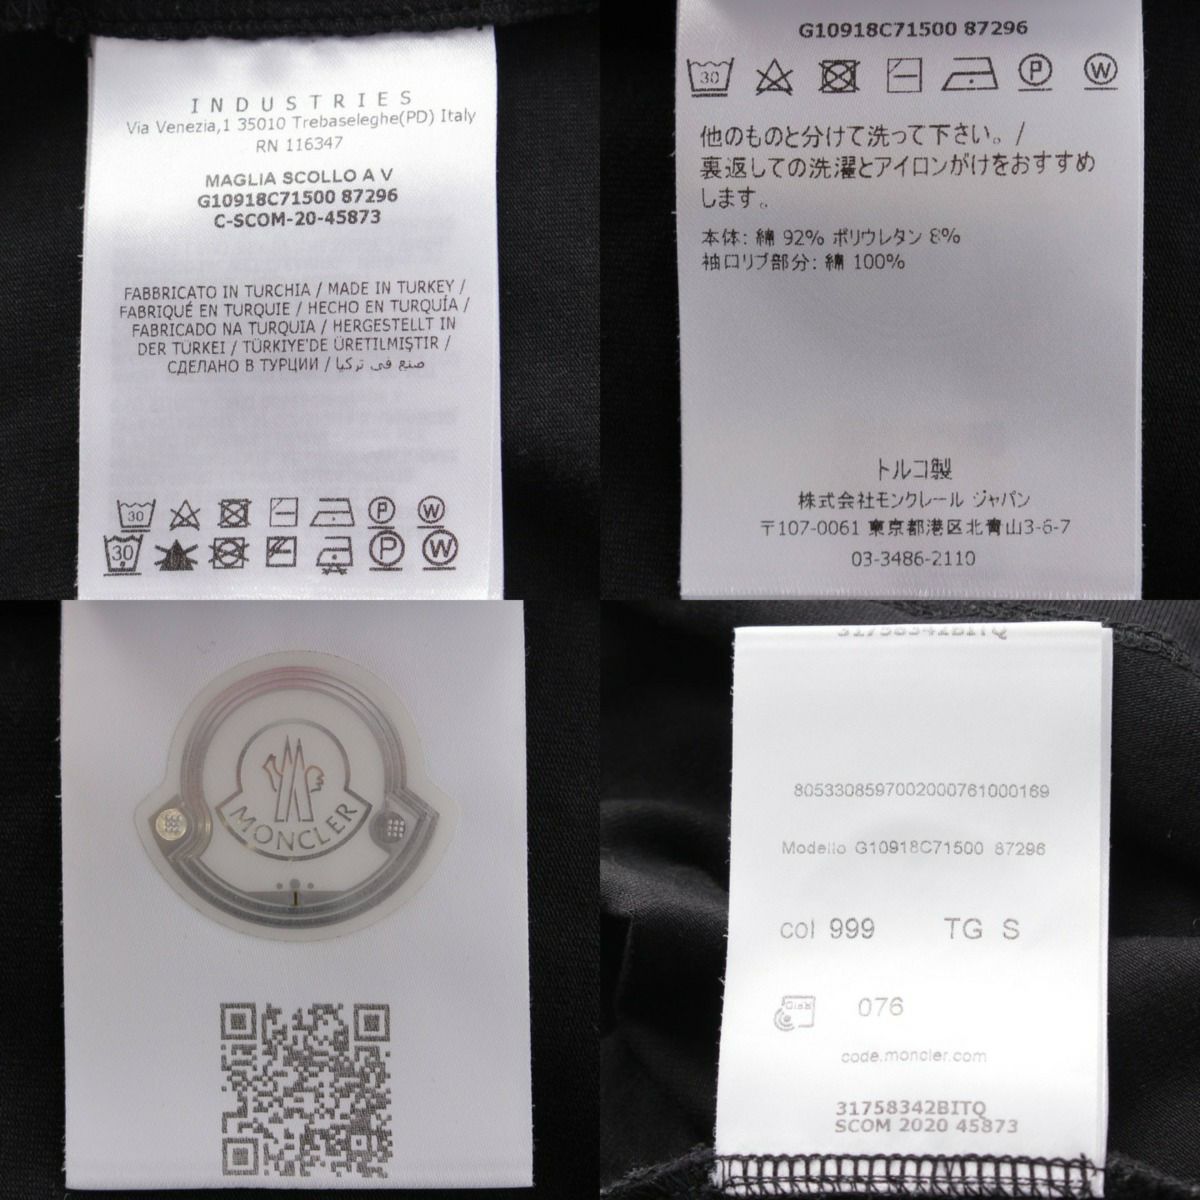 INDUSTRIES
Via Venezia,1 35010 Trebaseleghe(PD) Italy
RN 116347
MAGLIA SCOLLO A V
G10918C71500 87296
C-SCOM-20-45873
FABBRICATO IN TURCHIA / MADE IN TURKEY /
FABRIQUÉ EN TURQUIE / HECHO EN TURQUÍA /
FABRICADO NA TURQUIA / HERGESTELLT IN
DER TÜRKEI / TÜRKIYE'DE ÜRETILMIŞTIR /
СДЕЛАНО В ТУРЦИИ / صنع في تركيا
30 P W
30 P W
G10918C71500 87296
30 P W
他のものと分けて洗って下さい。/
裏返しての洗濯とアイロンがけをおすすめ
します。
本体: 綿 92% ポリウレタン 8%
袖口リブ部分: 綿 100%
トルコ製
株式会社モンクレール ジャパン
〒107-0061 東京都港区北青山3-6-7
03-3486-2110
MONCLER
31758342BITQ
8053308597002000761000169
Modello G10918C71500 87296
col 999 TG S
076
code.moncler.com
31758342BITQ
SCOM 2020 45873